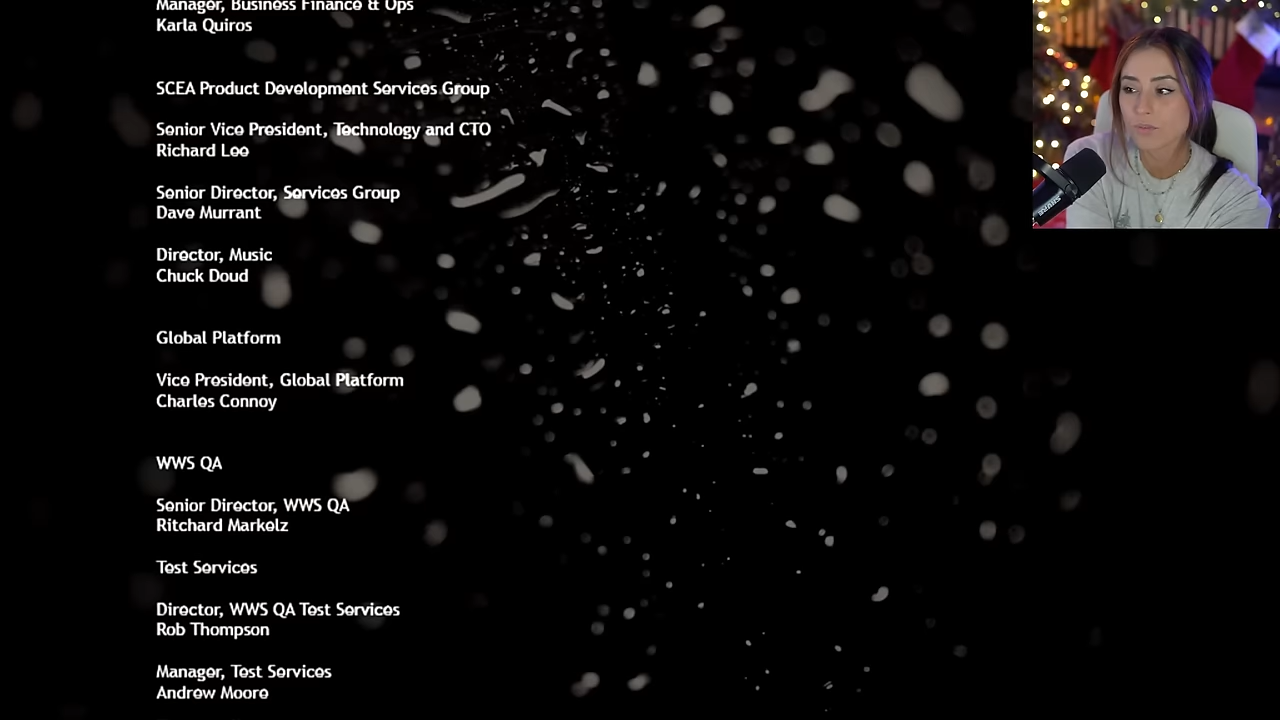 Manager, Business Finance & Ops
Karla Quiros
SCEA Product Development Services Group
Senior Vice President, Technology and CTO
Richard Lee
Senior Director, Services Group
Dave Murrant
Director, Music
Chuck Doud
Global Platform
Vice President, Global Platform
Charles Connoy
WWS QA
Senior Director, WWS QA
Ritchard Markelz
Test Services
Director, WWS QA Test Services
Rob Thompson
Manager, Test Services
Andrew Moore